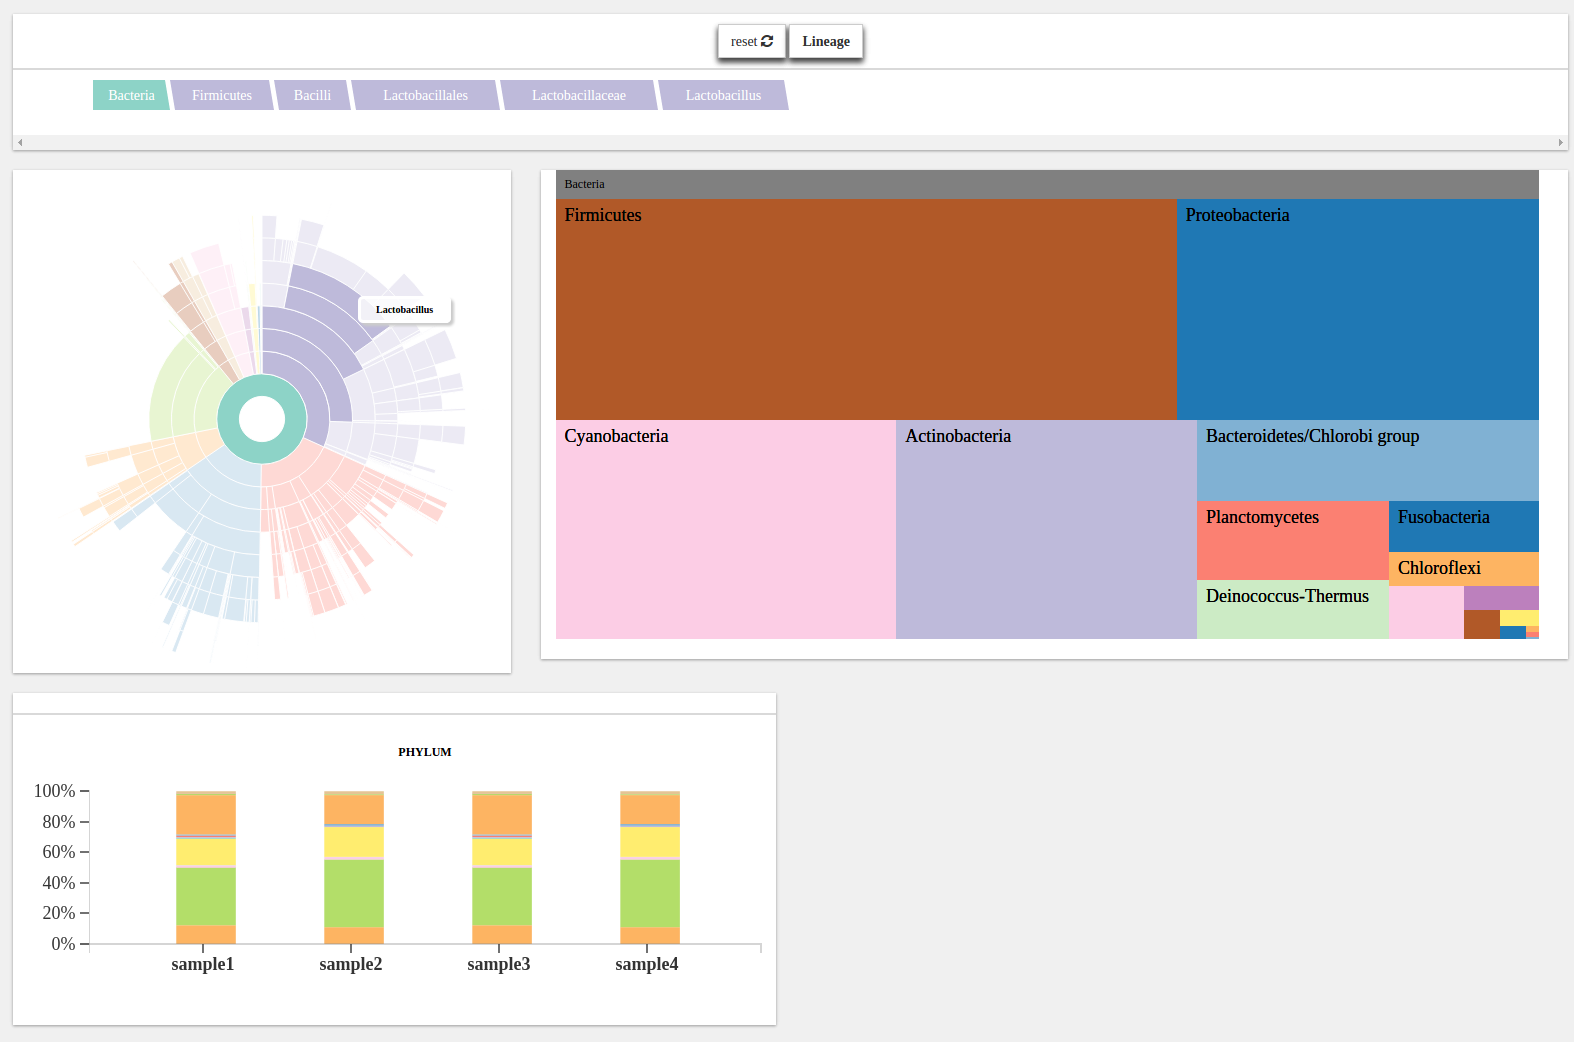 reset
Lineage
Bacteria
Firmicutes
Bacilli
Lactobacillales
Lactobacillaceae
Lactobacillus
Lactobacillus
Bacteria
Firmicutes
Proteobacteria
Cyanobacteria
Actinobacteria
Bacteroidetes/Chlorobi group
Planctomycetes
Fusobacteria
Chloroflexi
Deinococcus-Thermus
PHYLUM
100%
80%
60%
40%
20%
0%
sample1
sample2
sample3
sample4